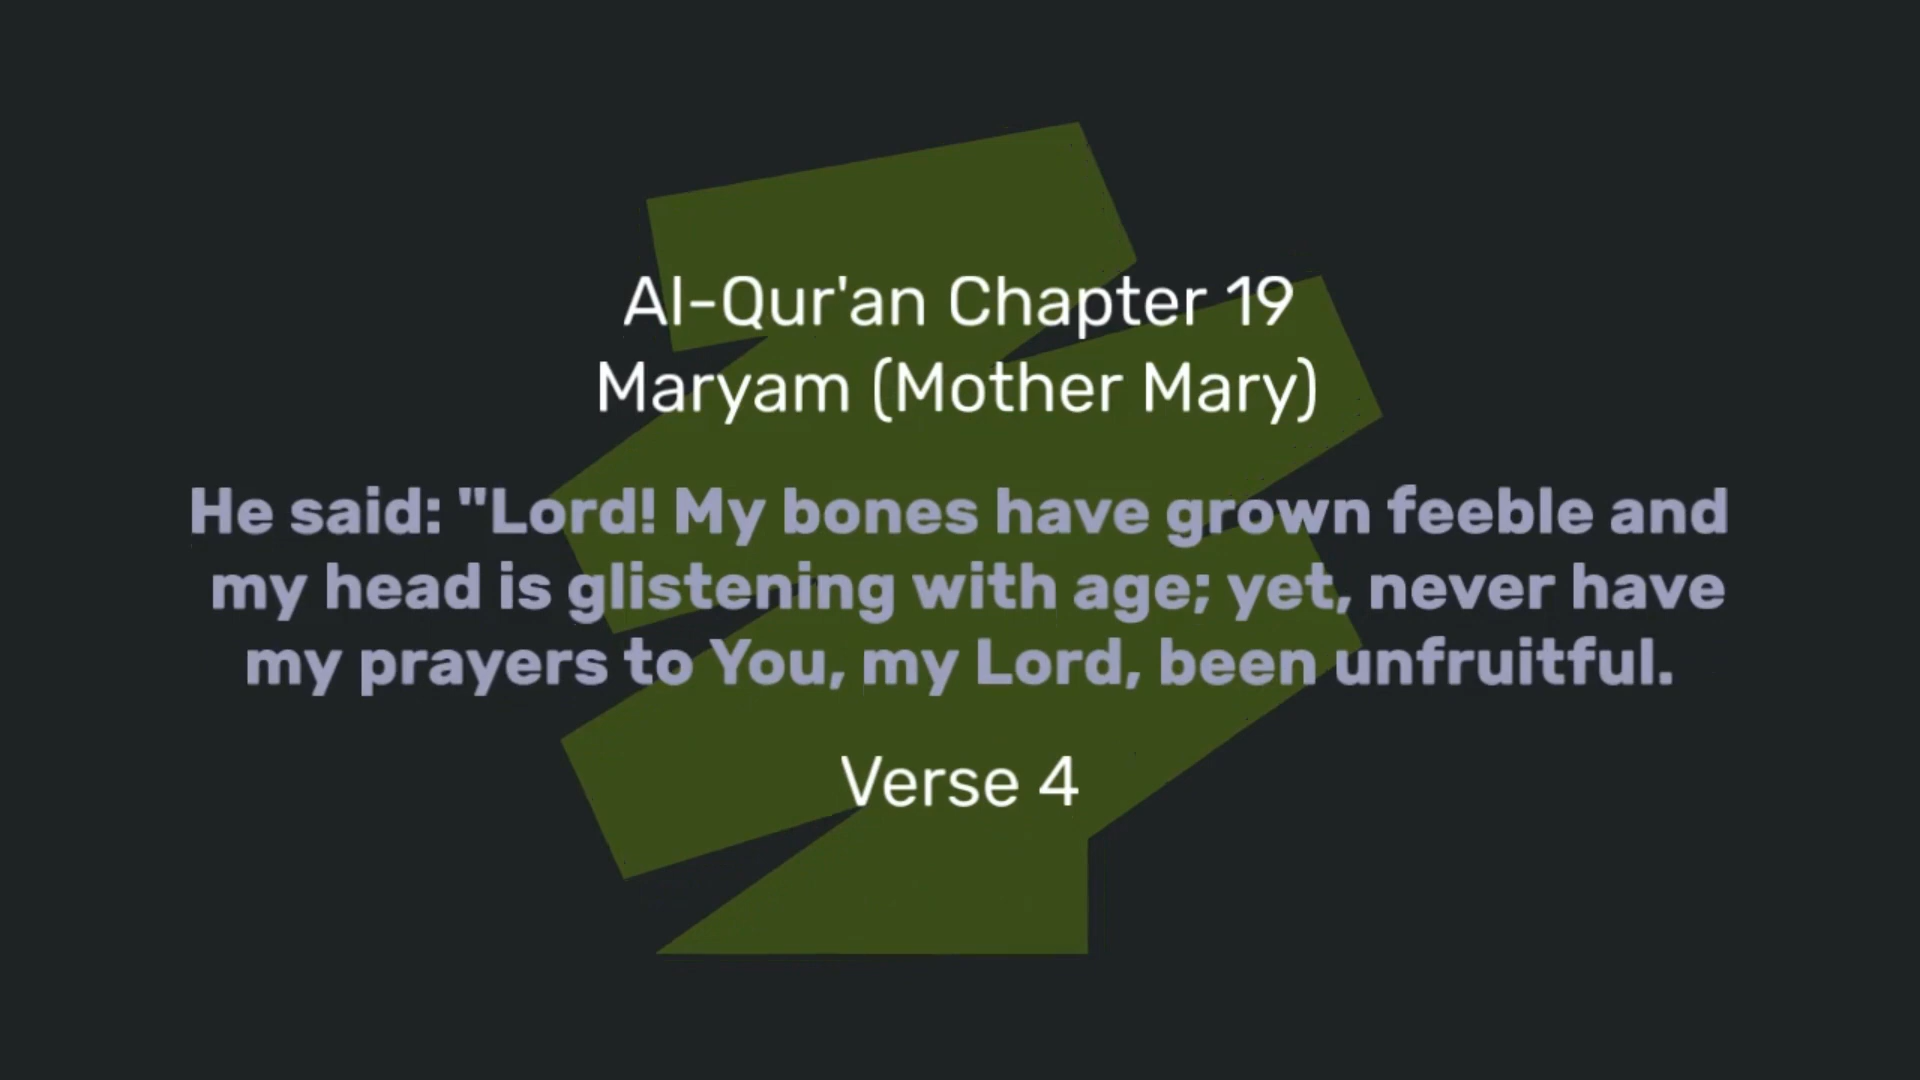 Al-Qur'an Chapter 19
Maryam (Mother Mary)
He said: "Lord! My bones have grown feeble and
my head is glistening with age; yet, never have
my prayers to You, my Lord, been unfruitful.
Verse 4